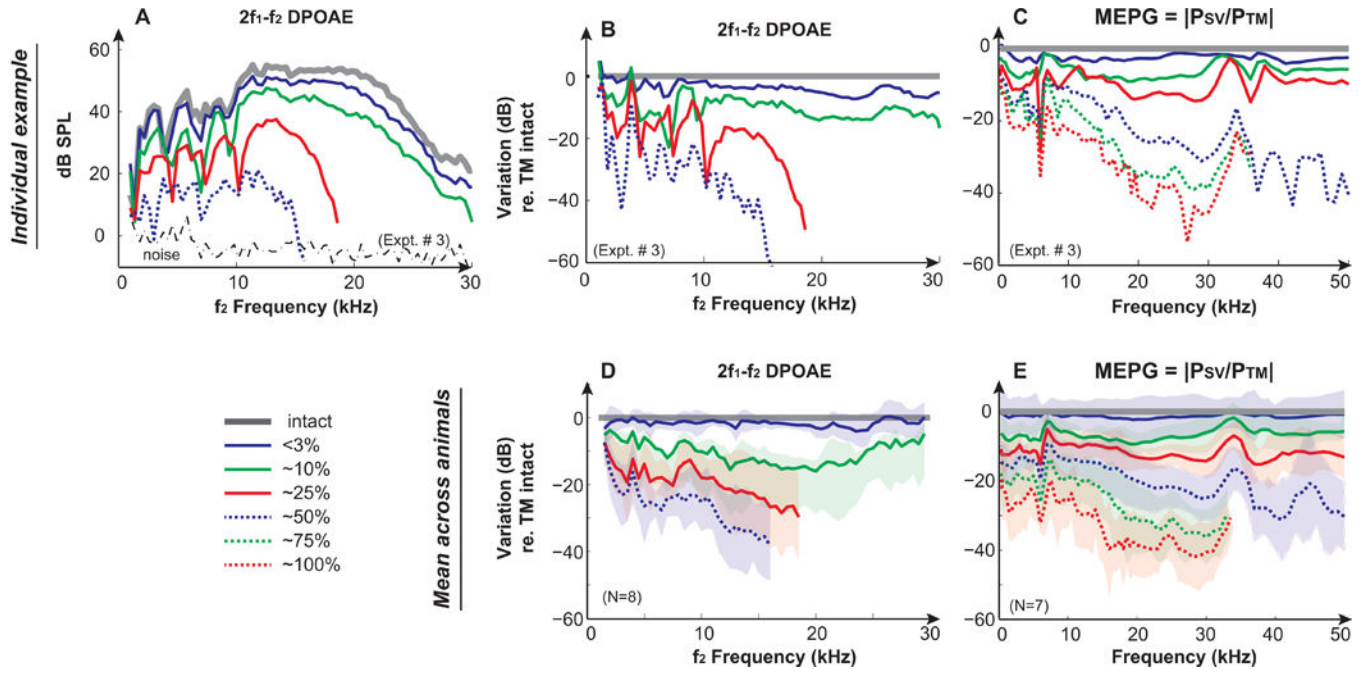 A
2f1-f2 DPOAE
Individual example
dB SPL
60
40
20
0
noise
(Expt. # 3)
0 10 20 30
f2 Frequency (kHz)
B
2f1-f2 DPOAE
Variation (dB)
re. TM intact
0
−20
−40
−60
(Expt. # 3)
0 10 20 30
f2 Frequency (kHz)
C
MEPG = |PSV/PTM|
0
−20
−40
−60
(Expt. # 3)
0 10 20 30 40 50
Frequency (kHz)
intact
<3%
~10%
~25%
~50%
~75%
~100%
Mean across animals
D
2f1-f2 DPOAE
Variation (dB)
re. TM intact
0
−20
−40
−60
(N=8)
0 10 20 30
f2 Frequency (kHz)
E
MEPG = |PSV/PTM|
0
−20
−40
−60
(N=7)
0 10 20 30 40 50
Frequency (kHz)